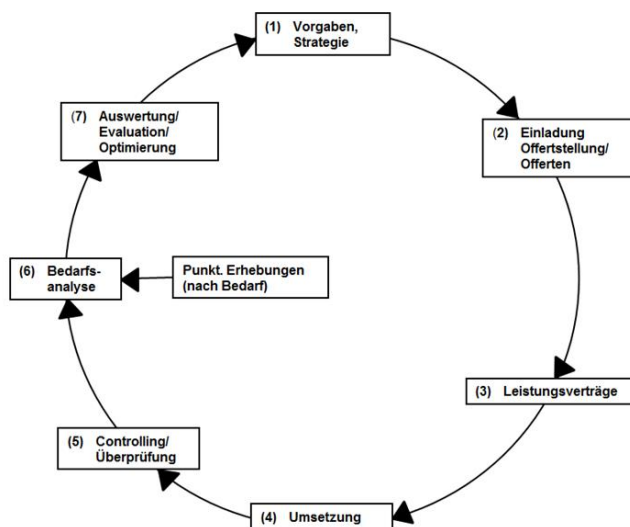 (1) Vorgaben,
Strategie
(2) Einladung
Offertstellung/
Offerten
(3) Leistungsverträge
(4) Umsetzung
(5) Controlling/
Überprüfung
(6) Bedarfs-
analyse
Punkt. Erhebungen
(nach Bedarf)
(7) Auswertung/
Evaluation/
Optimierung